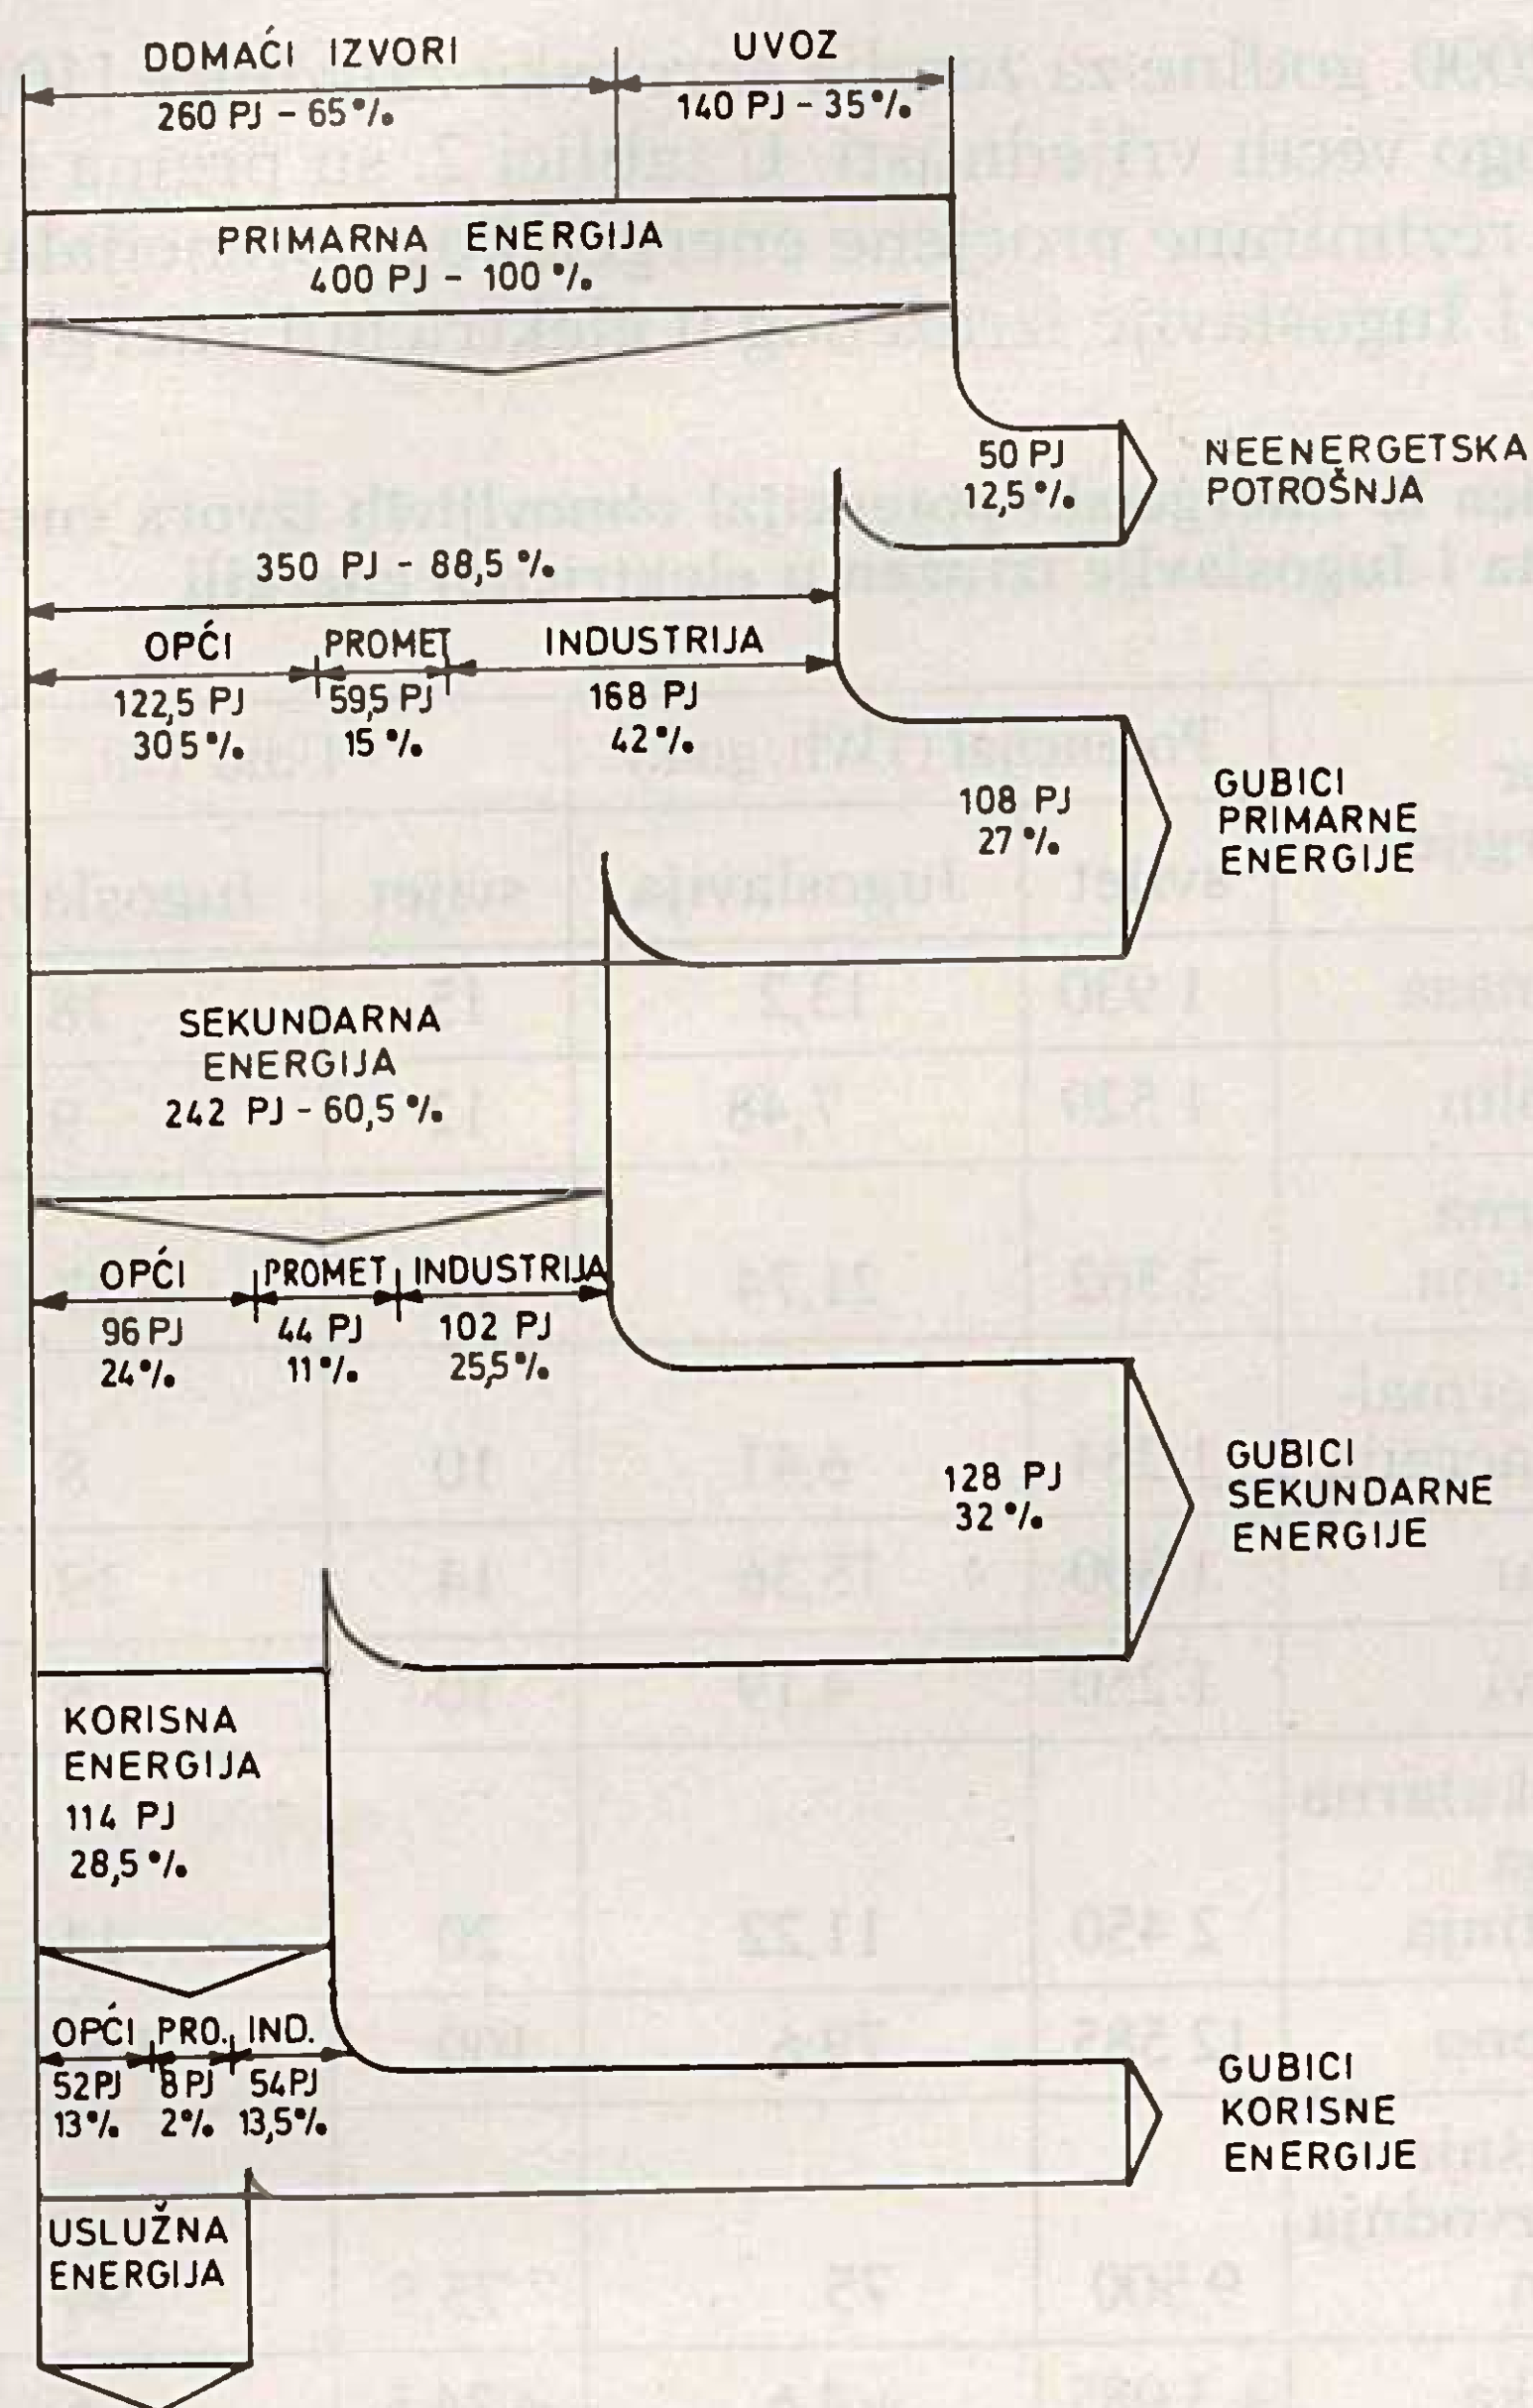 DOMAĆI IZVORI
260 PJ - 65%
UVOZ
140 PJ - 35%
PRIMARNA ENERGIJA
400 PJ - 100%
50 PJ
12,5%
NEENERGETSKA
POTROŠNJA
350 PJ - 88,5%
OPĆI
122,5 PJ
305%
PROMET
59,5 PJ
15%
INDUSTRIJA
168 PJ
42%
108 PJ
27%
GUBICI
PRIMARNE
ENERGIJE
SEKUNDARNA
ENERGIJA
242 PJ - 60,5%
OPĆI
96 PJ
24%
PROMET
44 PJ
11%
INDUSTRIJA
102 PJ
25,5%
128 PJ
32%
GUBICI
SEKUNDARNE
ENERGIJE
KORISNA
ENERGIJA
114 PJ
28,5%
OPĆI
52 PJ
13%
PRO.
8 PJ
2%
IND.
54 PJ
13,5%
GUBICI
KORISNE
ENERGIJE
USLUŽNA
ENERGIJA